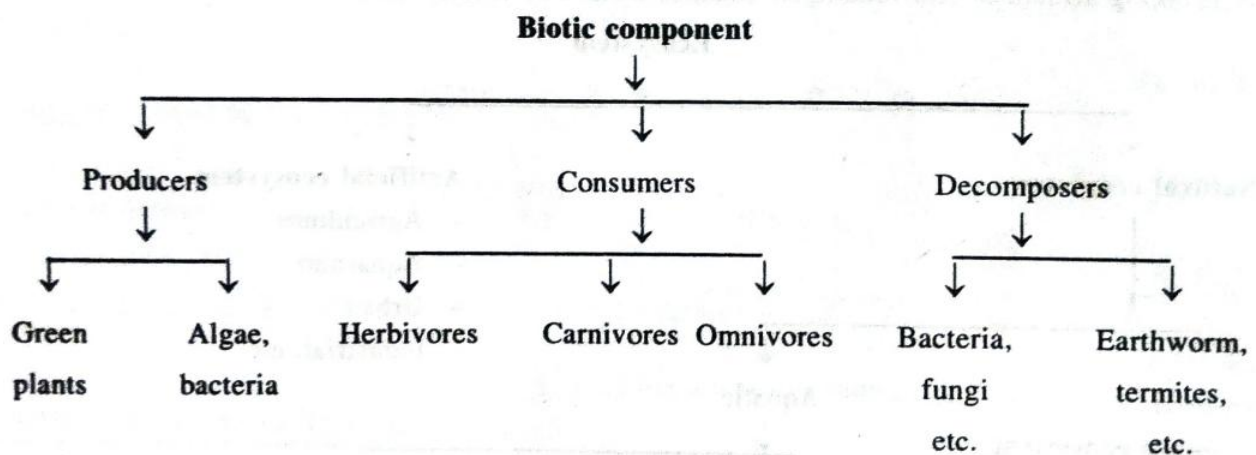 Biotic component
Producers
Consumers
Decomposers
Green
plants
Algae,
bacteria
Herbivores
Carnivores
Omnivores
Bacteria,
fungi
etc.
Earthworm,
termites,
etc.